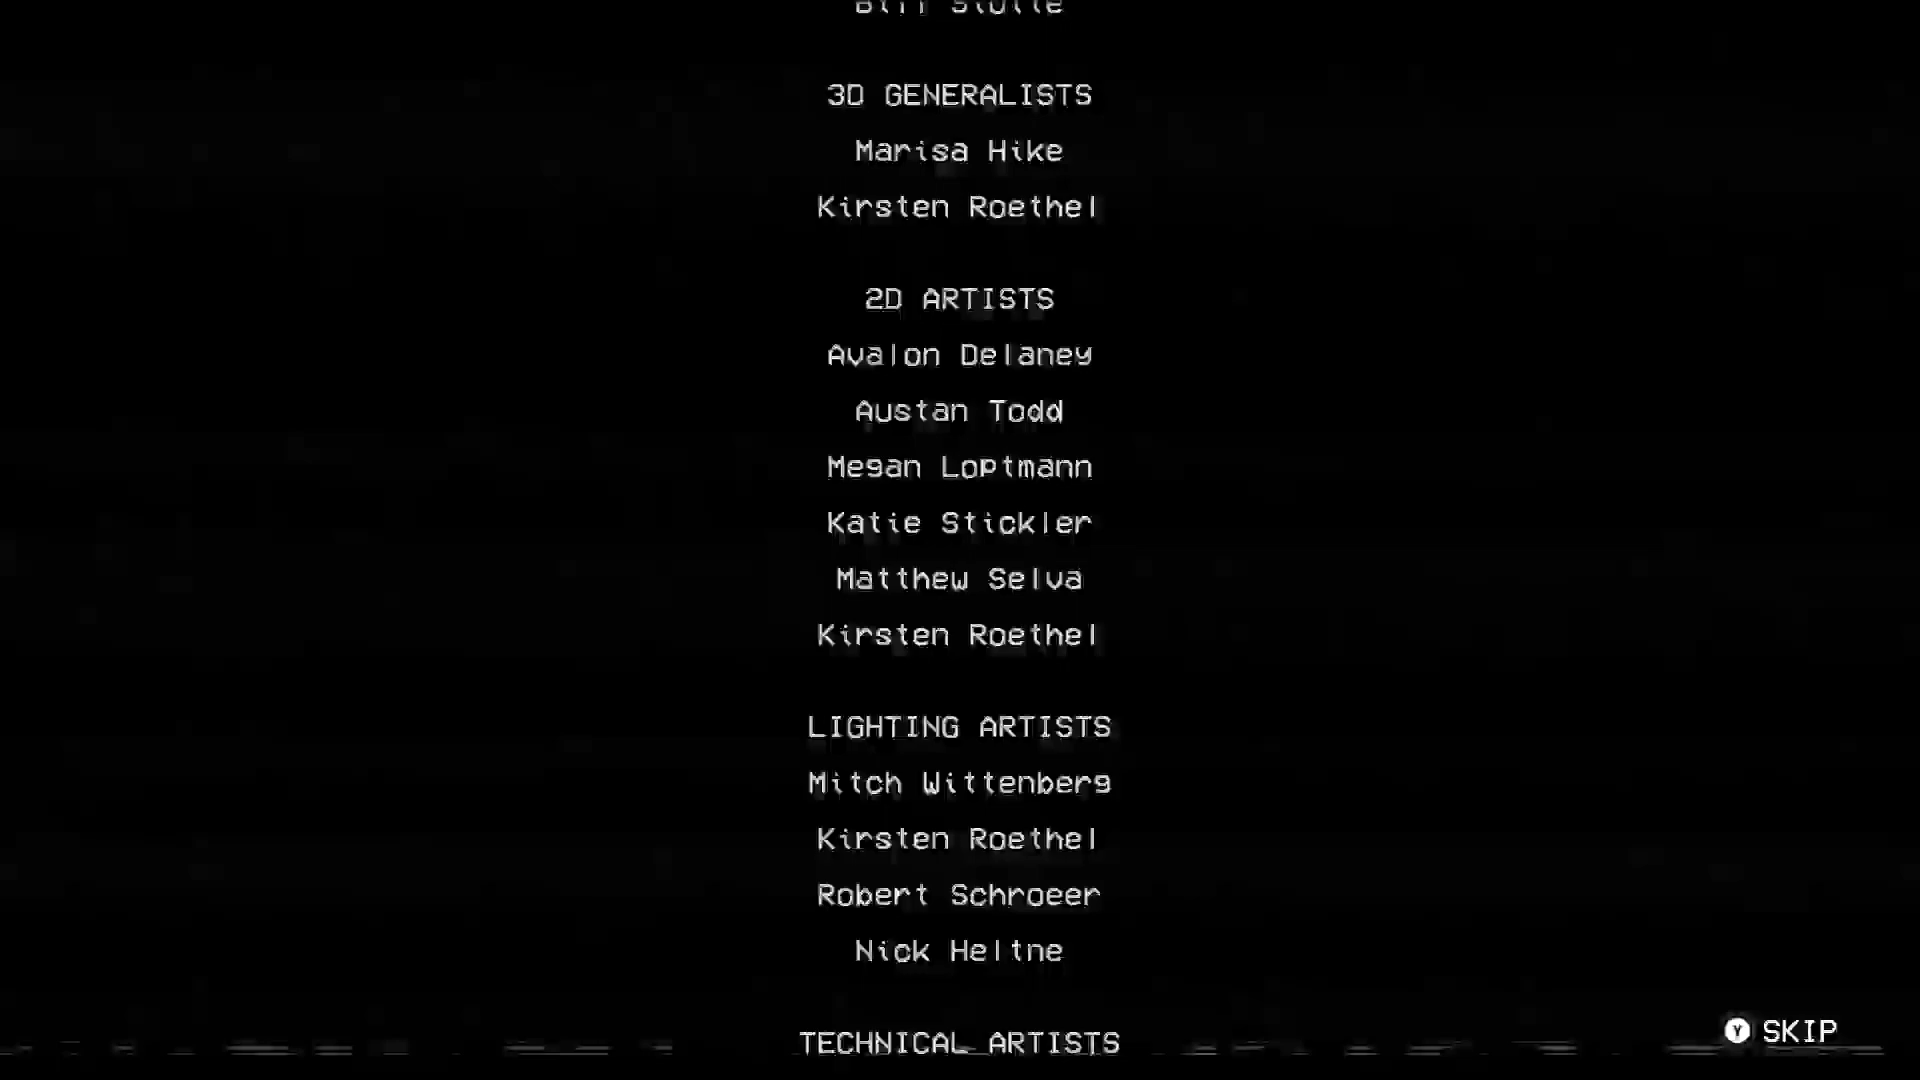 3D GENERALISTS
Marisa Hike
Kirsten Roethel
2D ARTISTS
Avalon Delaney
Austan Todd
Megan Loptmann
Katie Stickler
Matthew Selva
Kirsten Roethel
LIGHTING ARTISTS
Mitch Wittenberg
Kirsten Roethel
Robert Schroeer
Nick Heltne
Y SKIP
TECHNICAL ARTISTS